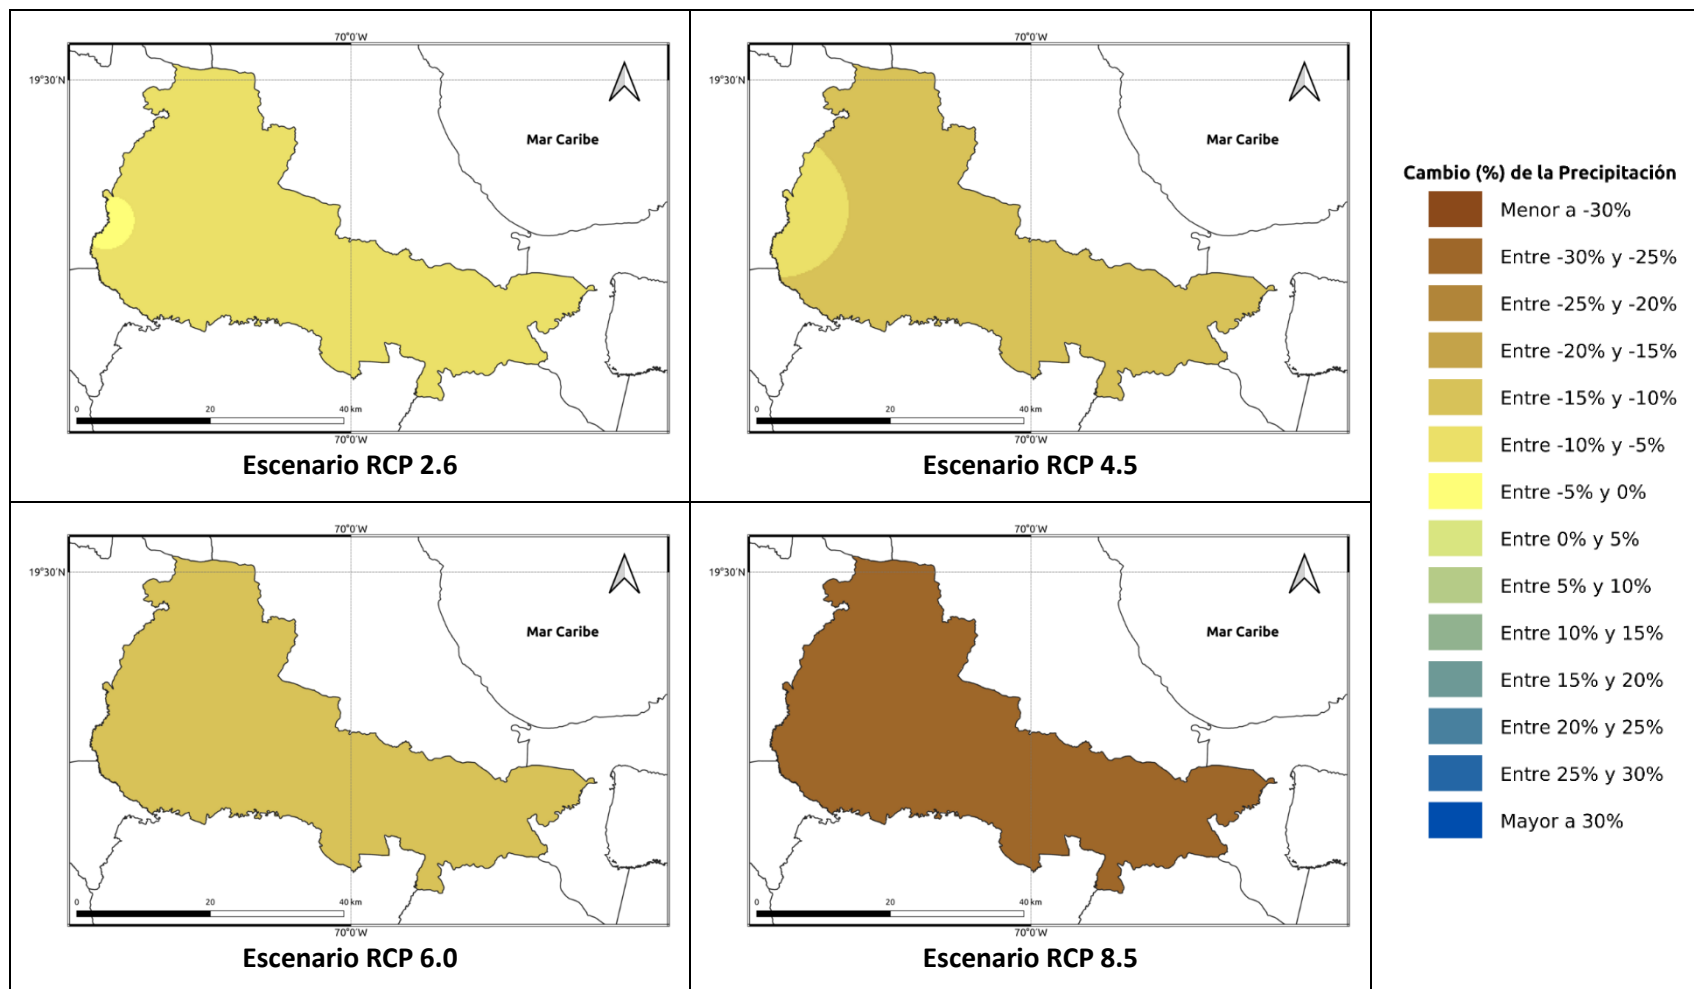 70°0'W
19°30'N
Mar Caribe
0 20 40 km
70°0'W
Escenario RCP 2.6
70°0'W
19°30'N
Mar Caribe
0 20 40 km
70°0'W
Escenario RCP 4.5
70°0'W
19°30'N
Mar Caribe
0 20 40 km
70°0'W
Escenario RCP 6.0
70°0'W
19°30'N
Mar Caribe
0 20 40 km
70°0'W
Escenario RCP 8.5
Cambio (%) de la Precipitación
Menor a -30%
Entre -30% y -25%
Entre -25% y -20%
Entre -20% y -15%
Entre -15% y -10%
Entre -10% y -5%
Entre -5% y 0%
Entre 0% y 5%
Entre 5% y 10%
Entre 10% y 15%
Entre 15% y 20%
Entre 20% y 25%
Entre 25% y 30%
Mayor a 30%